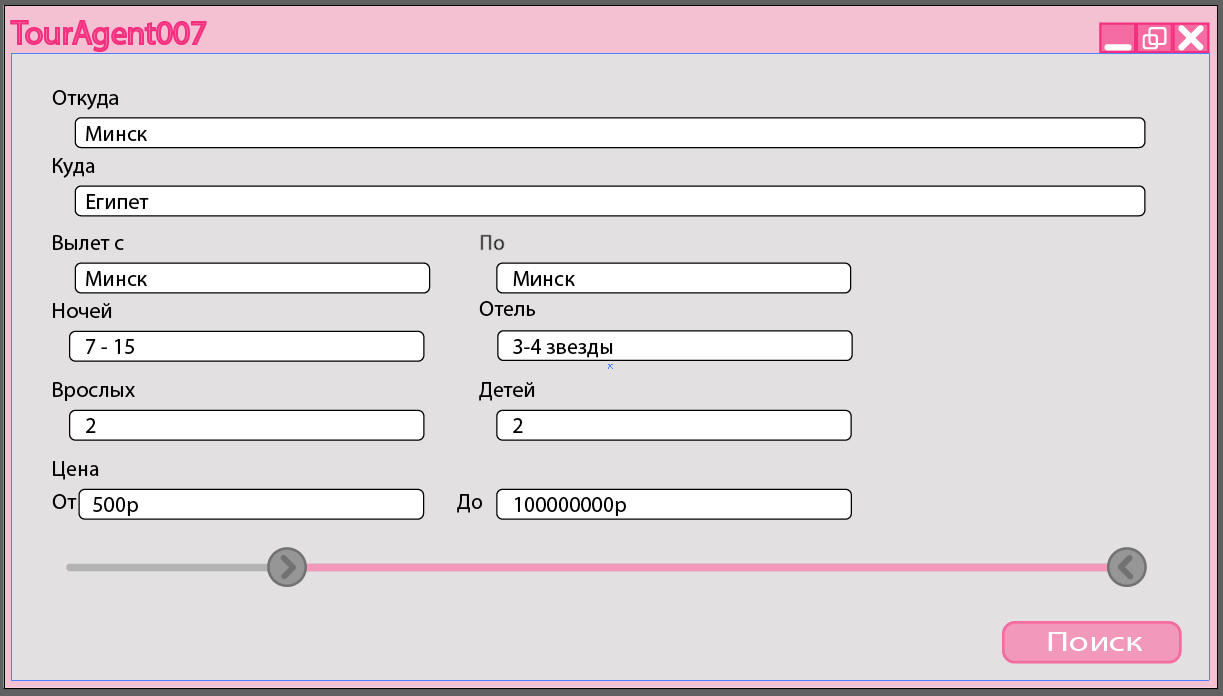 TourAgent007
Откуда
Минск
Куда
Египет
Вылет с
По
Минск
Минск
Ночей
Отель
7 - 15
3-4 звезды
Врослых
Детей
2
2
Цена
От 500р
До 100000000р
Поиск